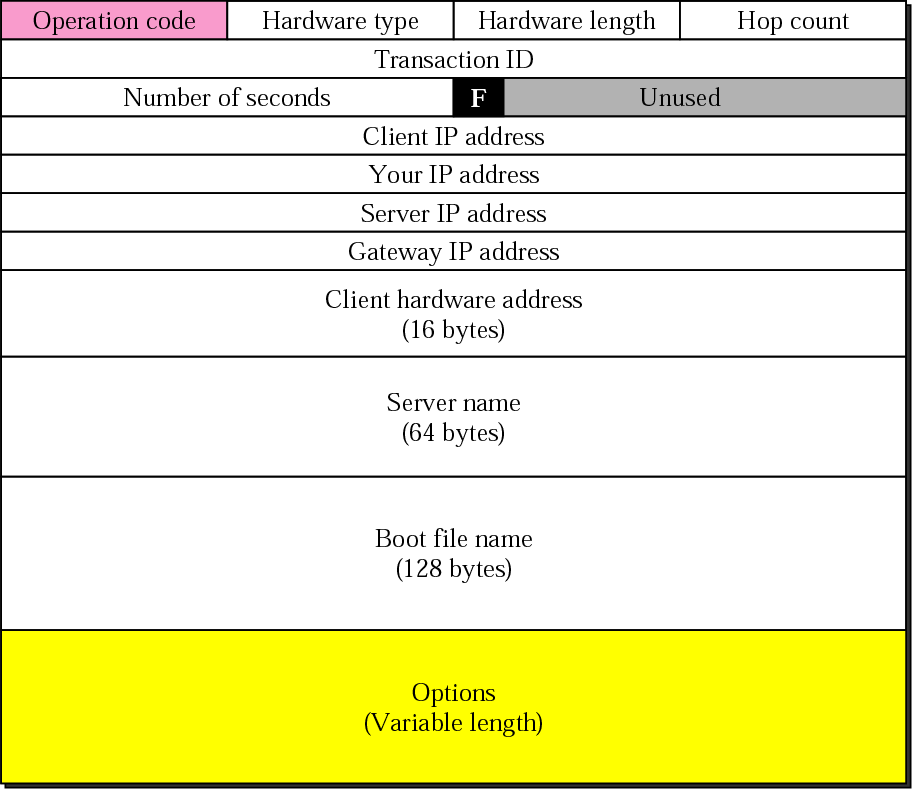 Operation code
Hardware type
Hardware length
Hop count
Transaction ID
Number of seconds
F
Unused
Client IP address
Your IP address
Server IP address
Gateway IP address
Client hardware address
(16 bytes)
Server name
(64 bytes)
Boot file name
(128 bytes)
Options
(Variable length)